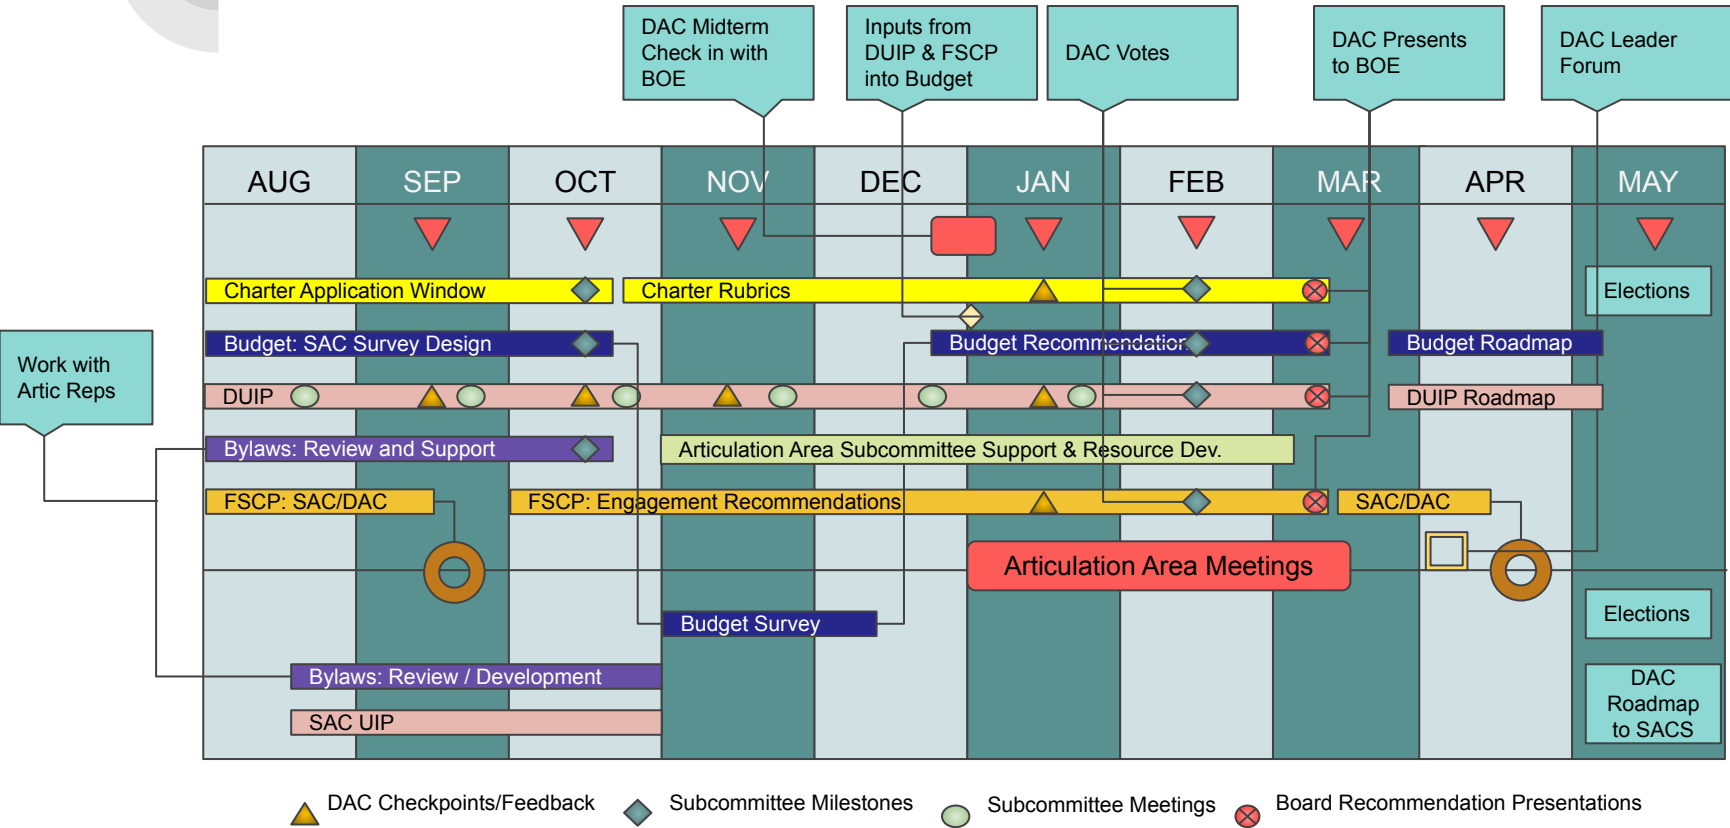 DAC Midterm
Check in with
BOE
Inputs from
DUIP & FSCP
into Budget
DAC Votes
DAC Presents
to BOE
DAC Leader
Forum
AUG
SEP
OCT
NOV
DEC
JAN
FEB
MAR
APR
MAY
Charter Application Window
Charter Rubrics
Elections
Work with
Artic Reps
Budget: SAC Survey Design
Budget Recommendation
Budget Roadmap
DUIP
DUIP Roadmap
Bylaws: Review and Support
Articulation Area Subcommittee Support & Resource Dev.
FSCP: SAC/DAC
FSCP: Engagement Recommendations
SAC/DAC
Articulation Area Meetings
Budget Survey
Elections
Bylaws: Review / Development
DAC
Roadmap
to SACS
SAC UIP
DAC Checkpoints/Feedback
Subcommittee Milestones
Subcommittee Meetings
Board Recommendation Presentations